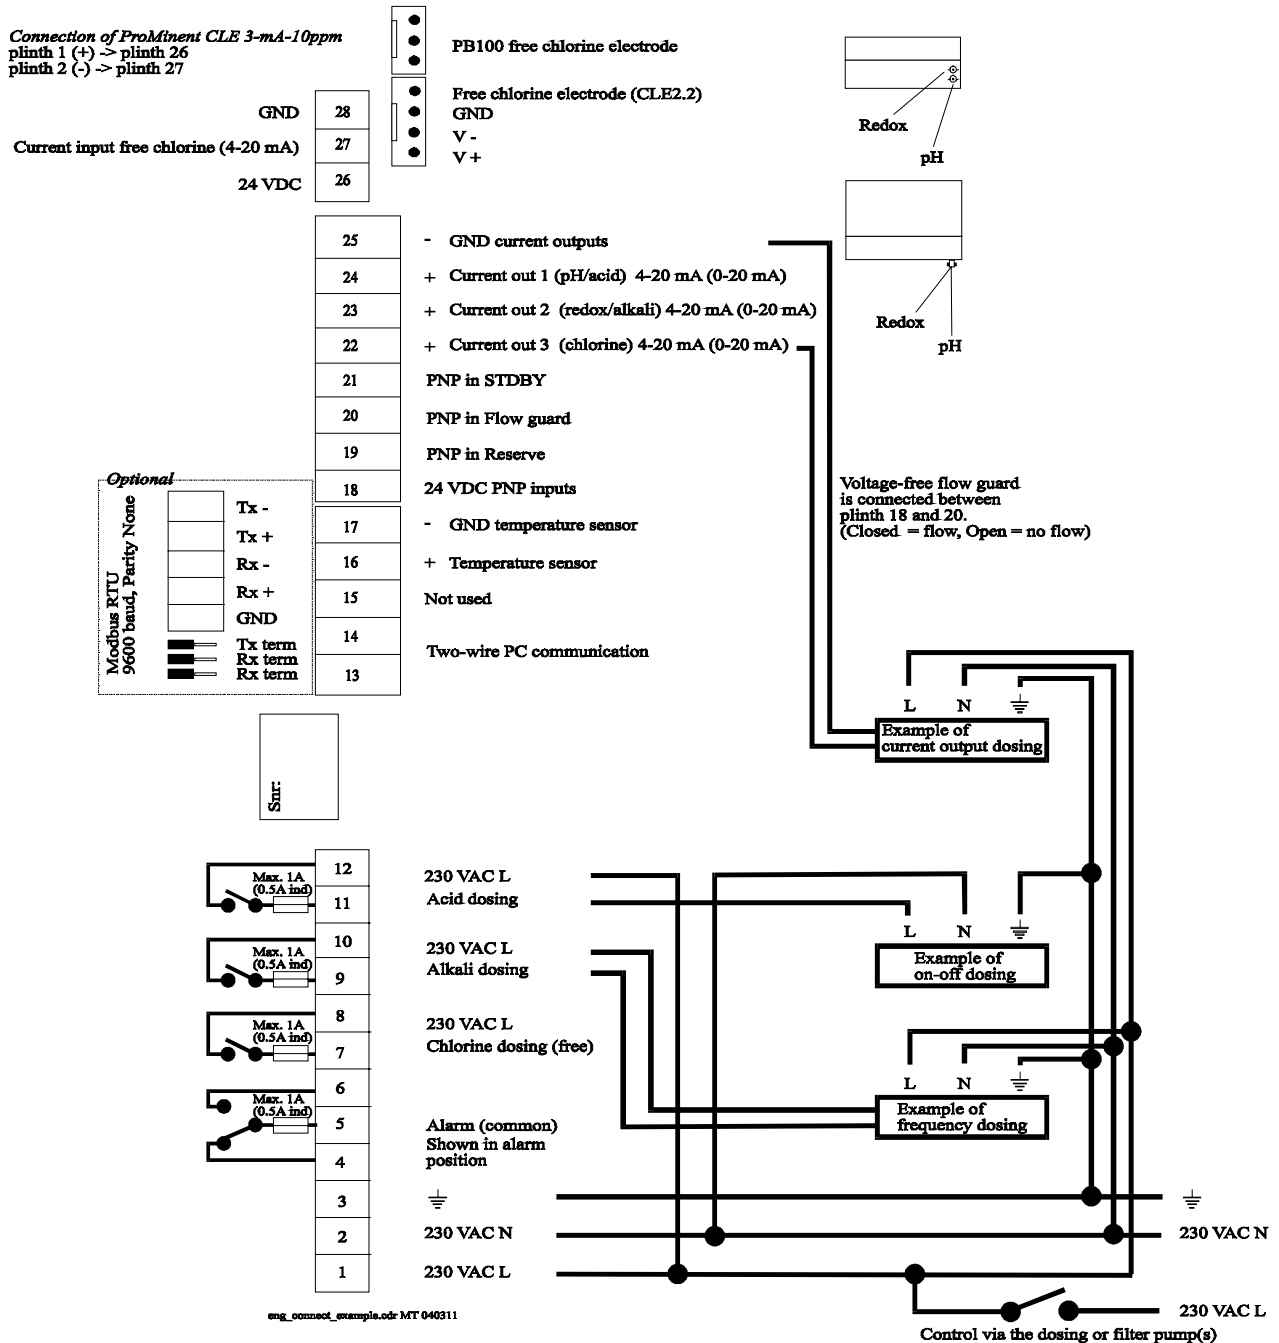 Connection of ProMinent CLE 3-mA-10ppm
plinth 1 (+) -> plinth 26
plinth 2 (-) -> plinth 27
PB100 free chlorine electrode
Free chlorine electrode (CLE2.2)
GND
V -
V +
GND 28
Current input free chlorine (4-20 mA) 27
24 VDC 26
Redox
pH
Redox
pH
25 - GND current outputs
24 + Current out 1 (pH/acid) 4-20 mA (0-20 mA)
23 + Current out 2 (redox/alkali) 4-20 mA (0-20 mA)
22 + Current out 3 (chlorine) 4-20 mA (0-20 mA)
21 PNP in STDBY
20 PNP in Flow guard
19 PNP in Reserve
18 24 VDC PNP inputs
17 - GND temperature sensor
16 + Temperature sensor
15 Not used
14
Two-wire PC communication
13
Voltage-free flow guard
is connected between
plinth 18 and 20.
(Closed = flow, Open = no flow)
Optional
Modbus RTU
9600 baud, Parity None
Tx -
Tx +
Rx -
Rx +
GND
Tx term
Rx term
Rx term
Snr:
L N
Example of
current output dosing
12 230 VAC L
Max. 1A
(0.5A ind)
11 Acid dosing
L N
Example of
on-off dosing
10 230 VAC L
Max. 1A
(0.5A ind)
9 Alkali dosing
8 230 VAC L
Max. 1A
(0.5A ind)
7 Chlorine dosing (free)
L N
Example of
frequency dosing
6
Max. 1A
(0.5A ind)
5 Alarm (common)
Shown in alarm
4 position
3
2 230 VAC N 230 VAC N
1 230 VAC L
230 VAC L
Control via the dosing or filter pump(s)
eng_connect_example.cdr MT 040311